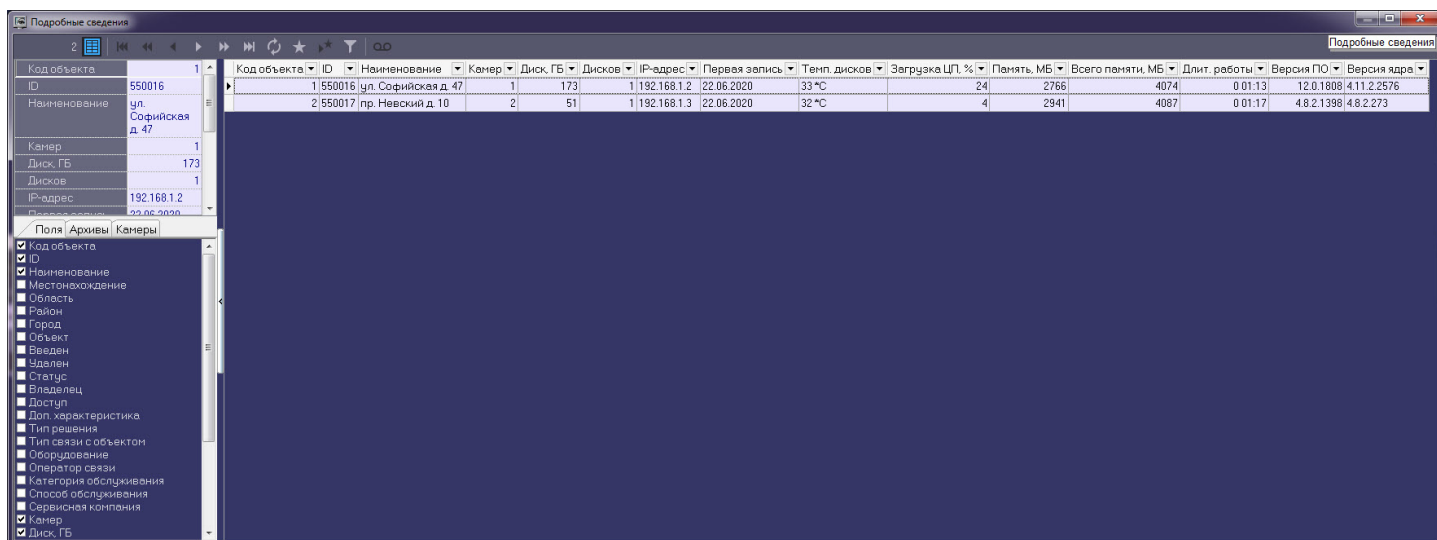 Подробные сведения
2
Подробные сведения
Код объекта 1
ID 550016
Наименование ул. Софийская д. 47
Камер 1
Диск, ГБ 173
Дисков 1
IP-адрес 192.168.1.2
Первая запись 22.06.2020
Поля Архивы Камеры
Код объекта
ID
Наименование
Местонахождение
Область
Район
Город
Объект
Введен
Удален
Статус
Владелец
Доступ
Доп. характеристика
Тип решения
Тип связи с объектом
Оборудование
Оператор связи
Категория обслуживания
Способ обслуживания
Сервисная компания
Камер
Диск, ГБ
Код объекта ID Наименование Камер Диск, ГБ Дисков IP-адрес Первая запись Темп. дисков Загрузка ЦП, % Память, МБ Всего памяти, МБ Длит. работы Версия ПО Версия ядра
1 550016 ул. Софийская д. 47 1 173 1 192.168.1.2 22.06.2020 33 *C 24 2766 4074 0 01:13 12.0.1808 4.11.2.2576
2 550017 пр. Невский д. 10 2 51 1 192.168.1.3 22.06.2020 32 *C 4 2941 4087 0 01:17 4.8.2.1398 4.8.2.273